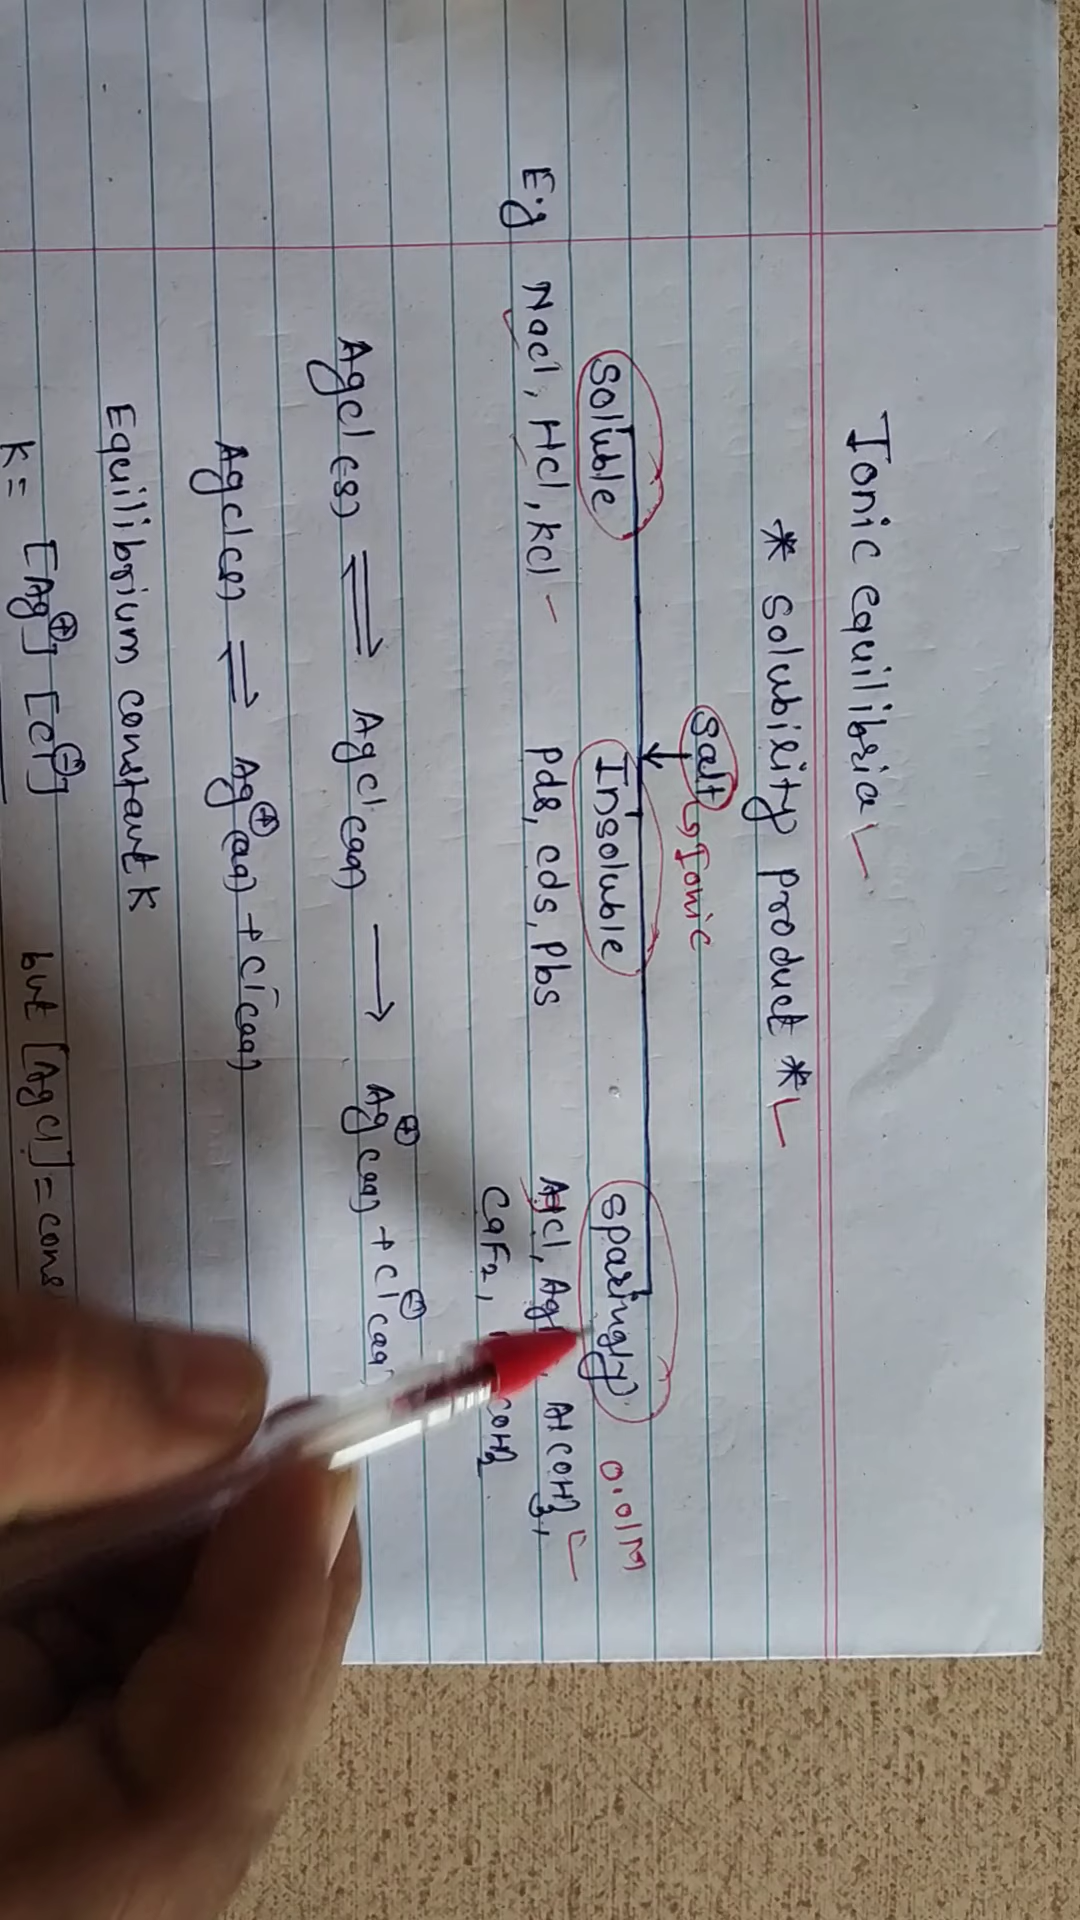 Ionic equilibria
* solubility product *
Salt → Ionic
Soluble Insoluble sparingly 0.01M
E.g NaCl, HCl, KCl - PdS, CdS, PbS AgCl, Al(OH)3,
CaF2,
AgCl(s) ⇌ AgCl(aq) → Ag⊕(aq) + Cl⊖(aq
AgCl(s) ⇌ Ag⊕(aq) + Cl-(aq)
Equilibrium constant K
K = [Ag⊕] [Cl⊖] but [AgCl] = cons